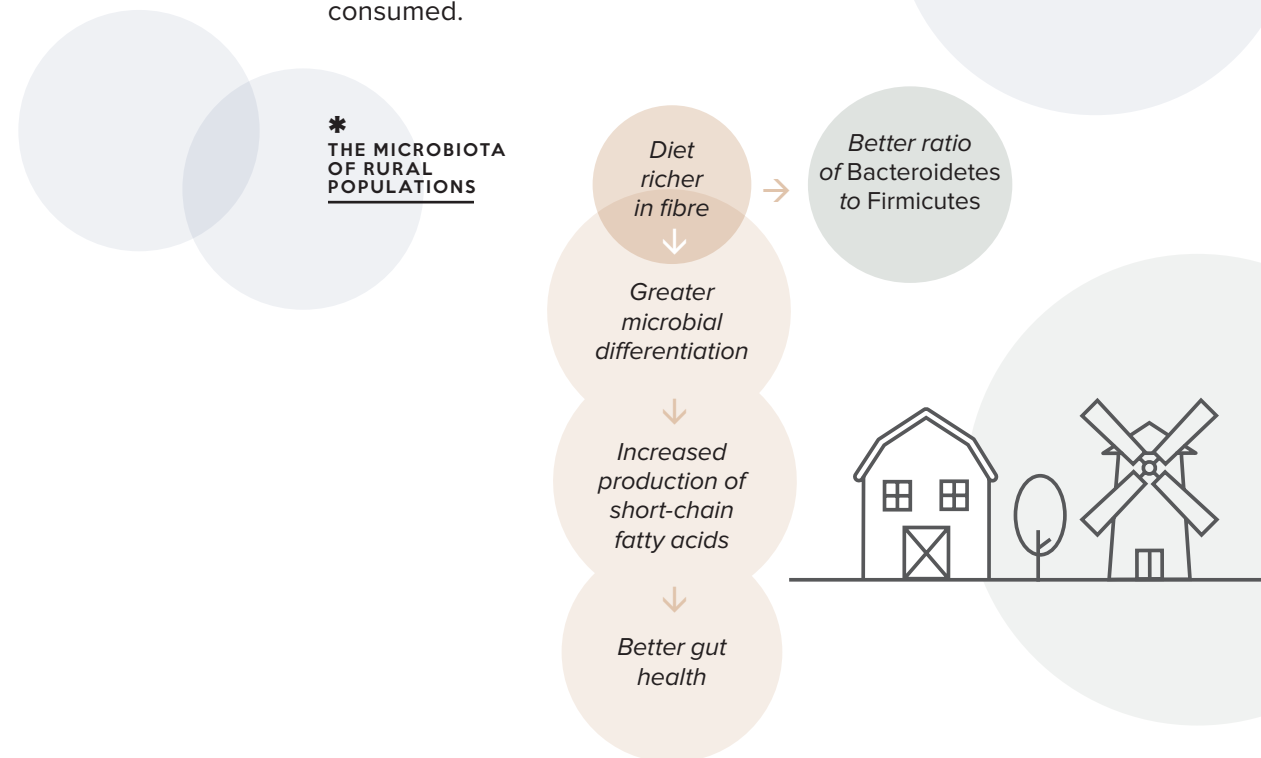 consumed.
✱
THE MICROBIOTA
OF RURAL
POPULATIONS
Diet
richer
in fibre
Better ratio
of Bacteroidetes
to Firmicutes
Greater
microbial
differentiation
Increased
production of
short-chain
fatty acids
Better gut
health